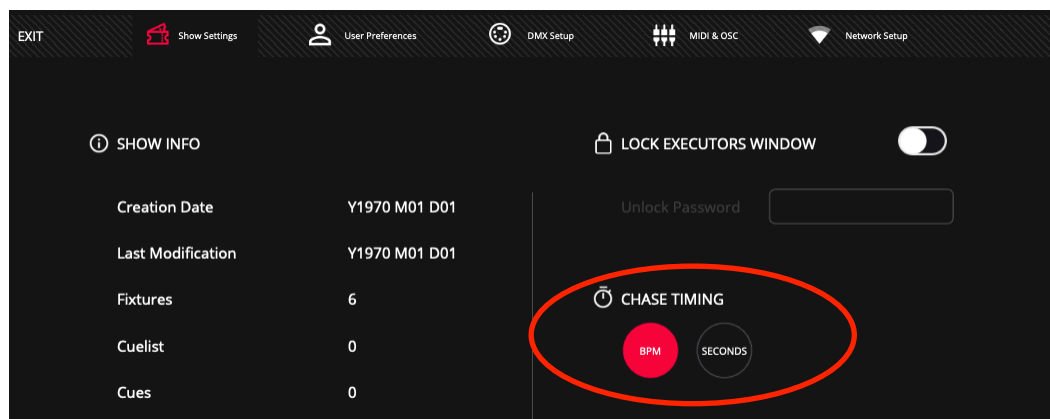 EXIT Show Settings User Preferences DMX Setup MIDI & OSC Network Setup
SHOW INFO
Creation Date Y1970 M01 D01
Last Modification Y1970 M01 D01
Fixtures 6
Cuelist 0
Cues 0
LOCK EXECUTORS WINDOW
Unlock Password
CHASE TIMING
BPM SECONDS